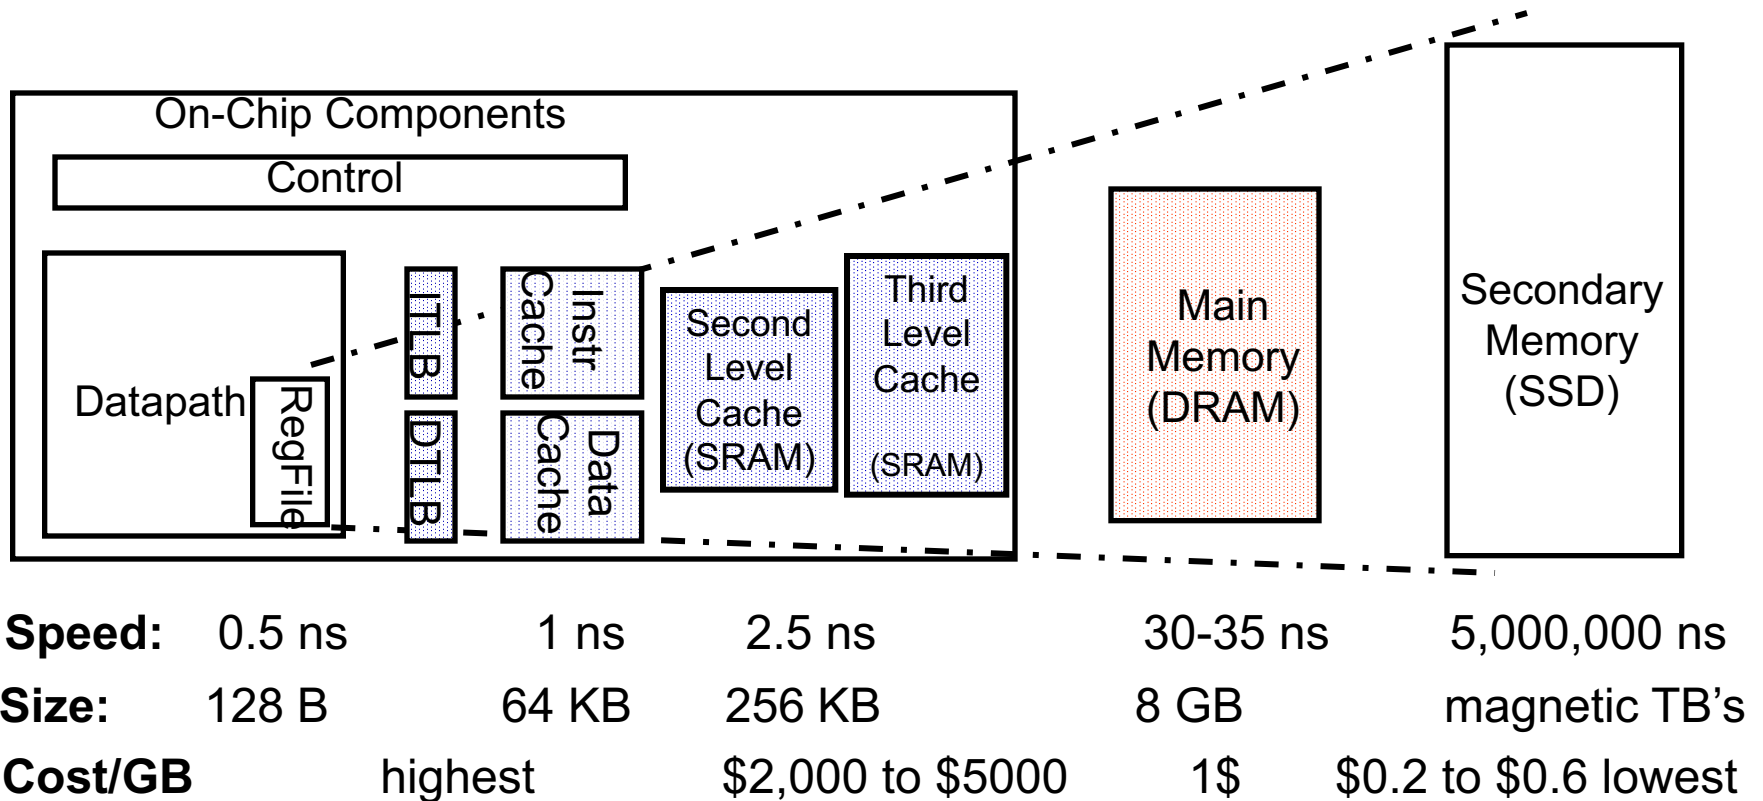 On-Chip Components
Control
Datapath
RegFile
ITLB
DTLB
Instr
Cache
Data
Cache
Second
Level
Cache
(SRAM)
Third
Level
Cache
(SRAM)
Main
Memory
(DRAM)
Secondary
Memory
(SSD)
Speed: 0.5 ns 1 ns 2.5 ns 30-35 ns 5,000,000 ns
Size: 128 B 64 KB 256 KB 8 GB magnetic TB’s
Cost/GB highest $2,000 to $5000 1$ $0.2 to $0.6 lowest